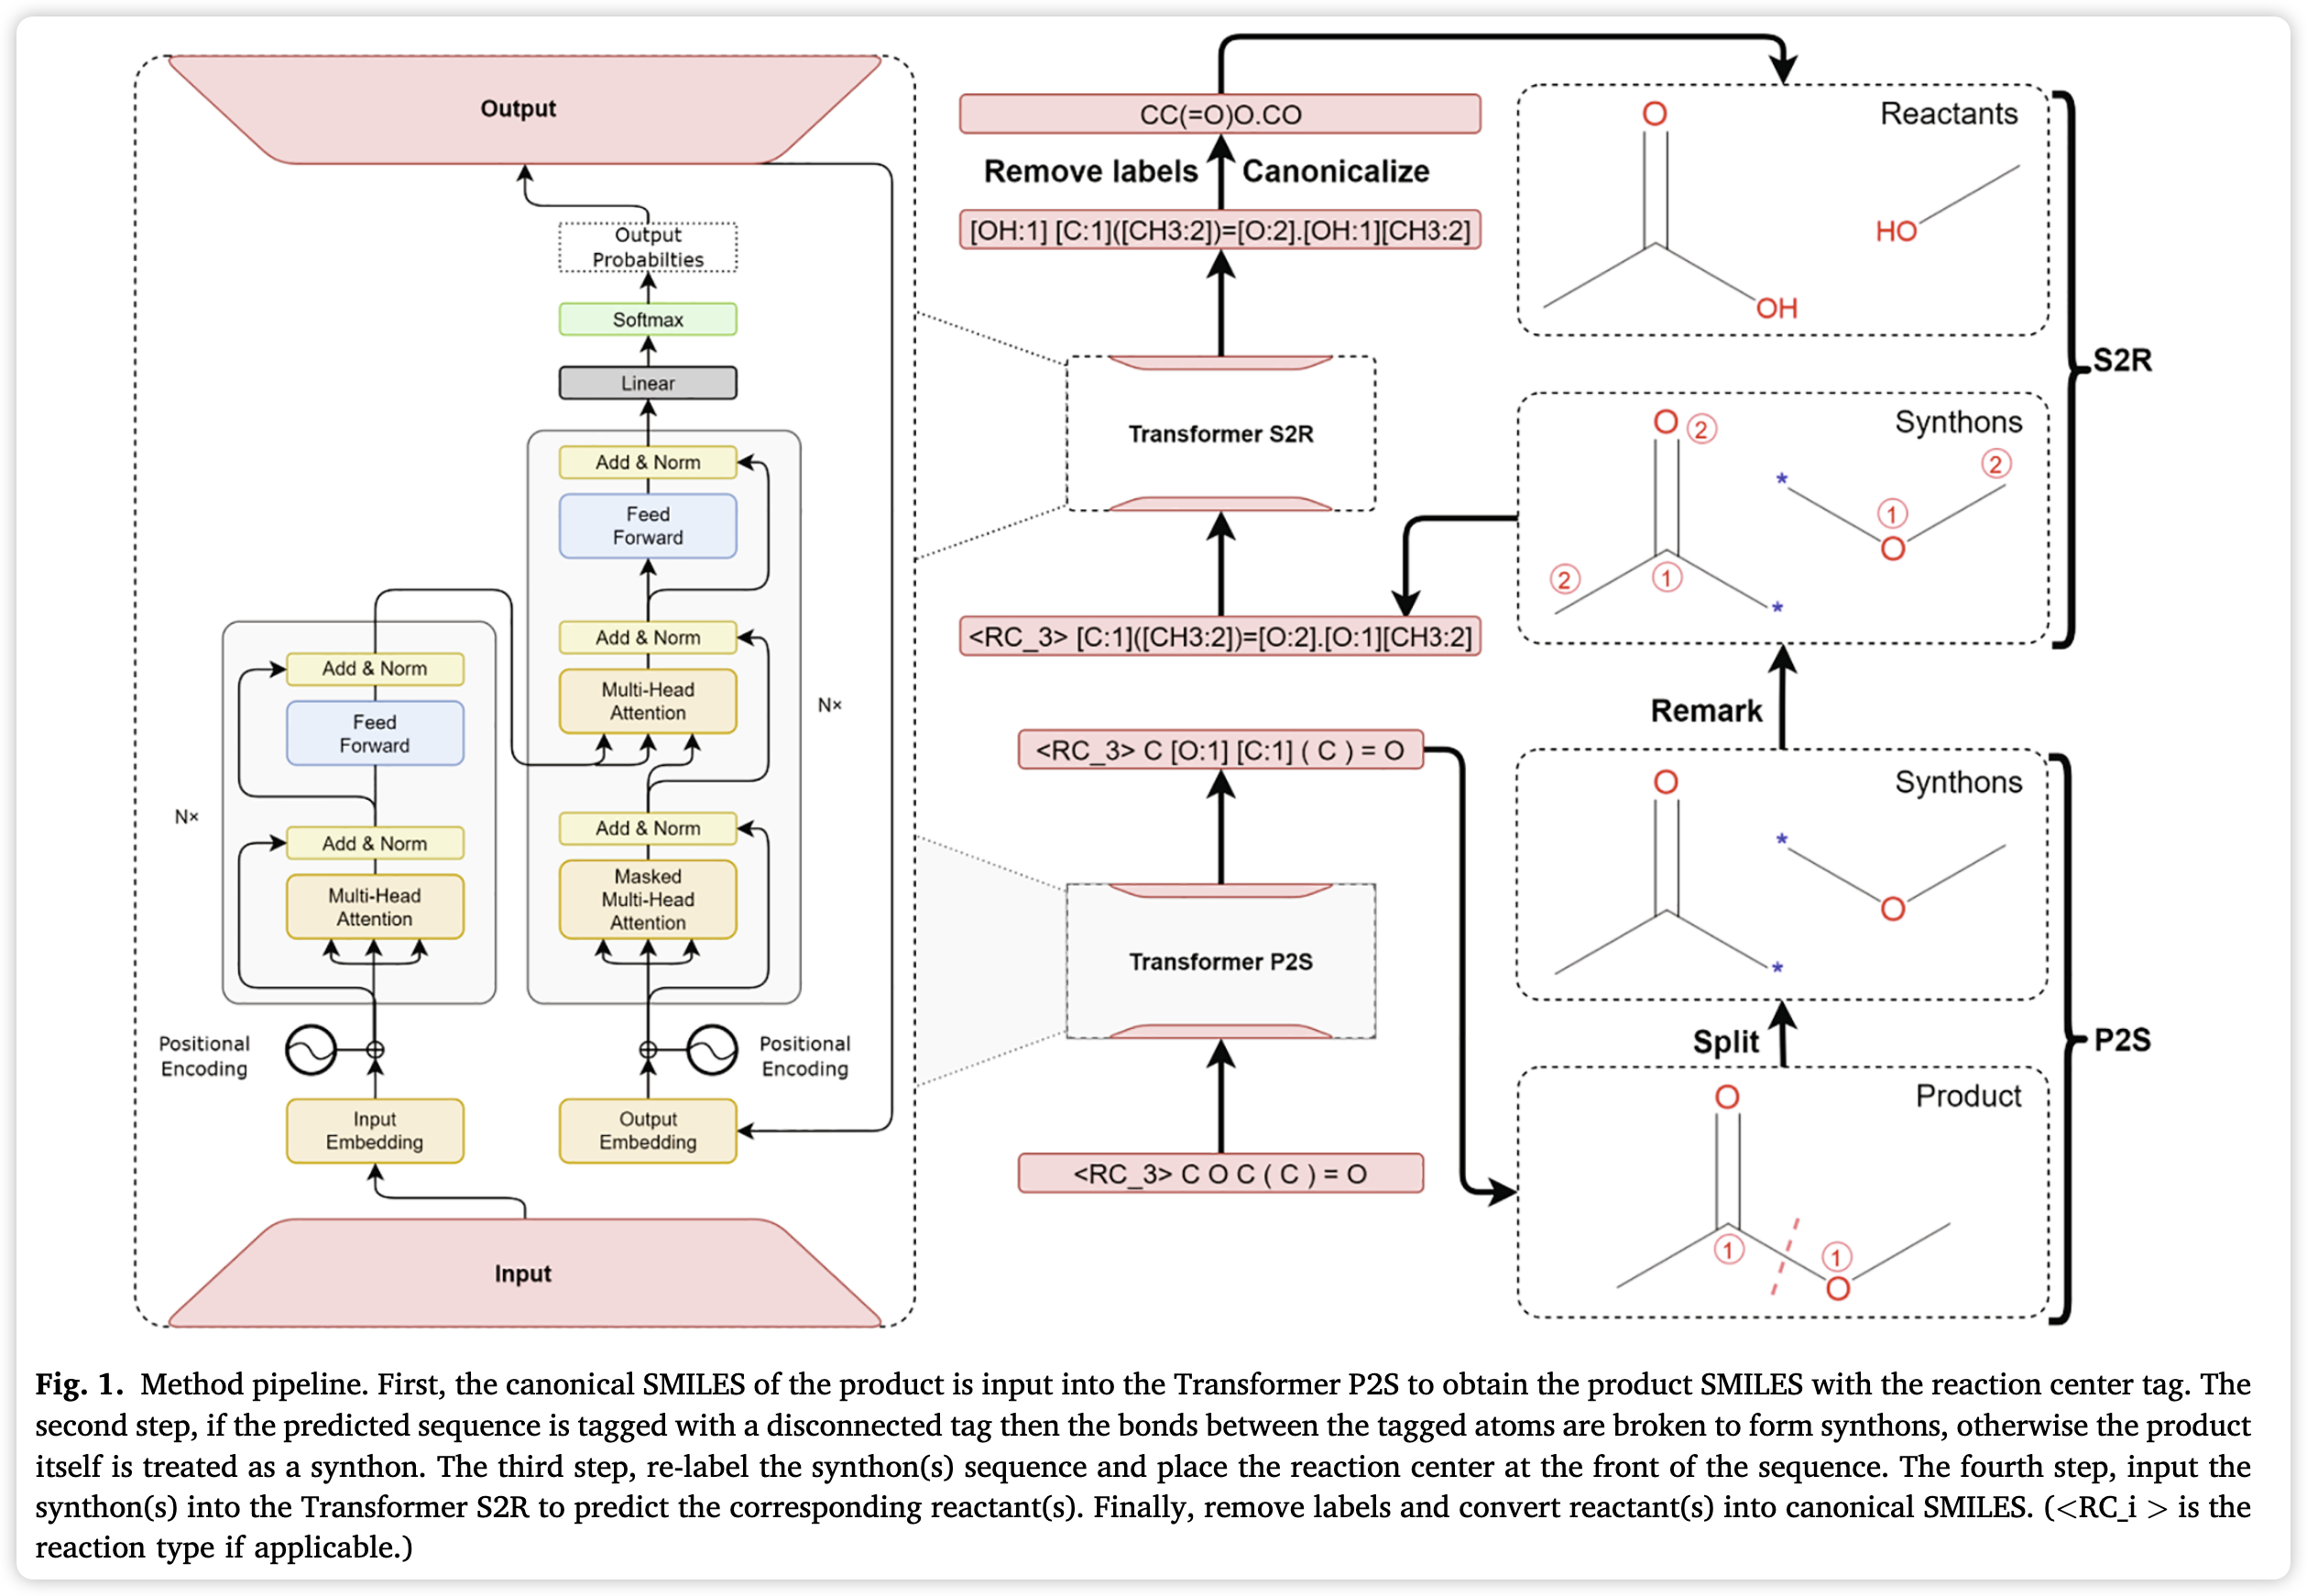 Output
Output
Probabilties
Softmax
Linear
Add & Norm
Feed
Forward
Add & Norm
Multi-Head
Attention
N×
Add & Norm
Masked
Multi-Head
Attention
Add & Norm
Feed
Forward
N×
Add & Norm
Multi-Head
Attention
Positional
Encoding
Positional
Encoding
Input
Embedding
Output
Embedding
Input
CC(=O)O.CO
Remove labels Canonicalize
[OH:1] [C:1]([CH3:2])=[O:2].[OH:1][CH3:2]
Transformer S2R
<RC_3> [C:1]([CH3:2])=[O:2].[O:1][CH3:2]
<RC_3> C [O:1] [C:1] ( C ) = O
Transformer P2S
<RC_3> C O C ( C ) = O
Reactants
O
HO
OH
S2R
Synthons
O 2
* 2
1
O
2 1
*
Remark
Synthons
O
*
O
*
Split
P2S
Product
O
1 1
O
Fig. 1. Method pipeline. First, the canonical SMILES of the product is input into the Transformer P2S to obtain the product SMILES with the reaction center tag. The
second step, if the predicted sequence is tagged with a disconnected tag then the bonds between the tagged atoms are broken to form synthons, otherwise the product
itself is treated as a synthon. The third step, re-label the synthon(s) sequence and place the reaction center at the front of the sequence. The fourth step, input the
synthon(s) into the Transformer S2R to predict the corresponding reactant(s). Finally, remove labels and convert reactant(s) into canonical SMILES. (<RC_i > is the
reaction type if applicable.)